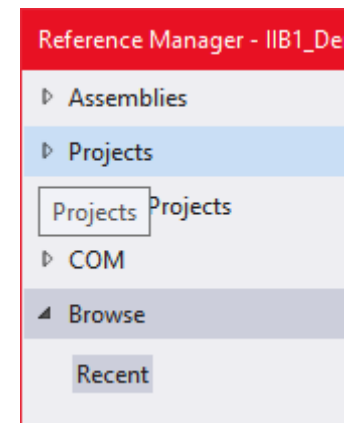 Reference Manager - IIB1_De
Assemblies
Projects
Projects Projects
COM
Browse
Recent